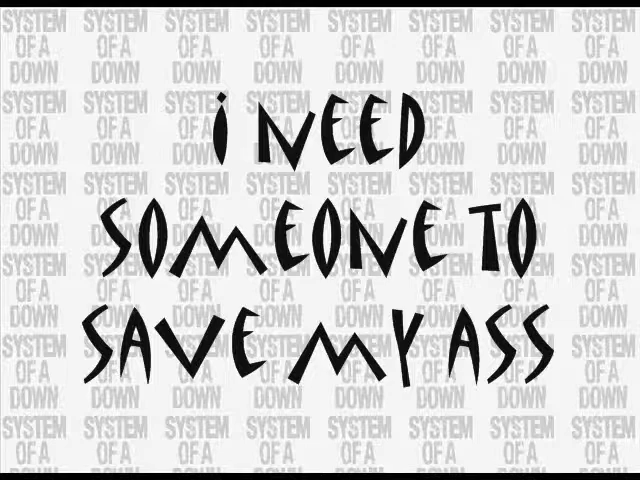 i NEED
SOMEONE TO
SAVE MY ASS
SYSTEM OF A DOWN